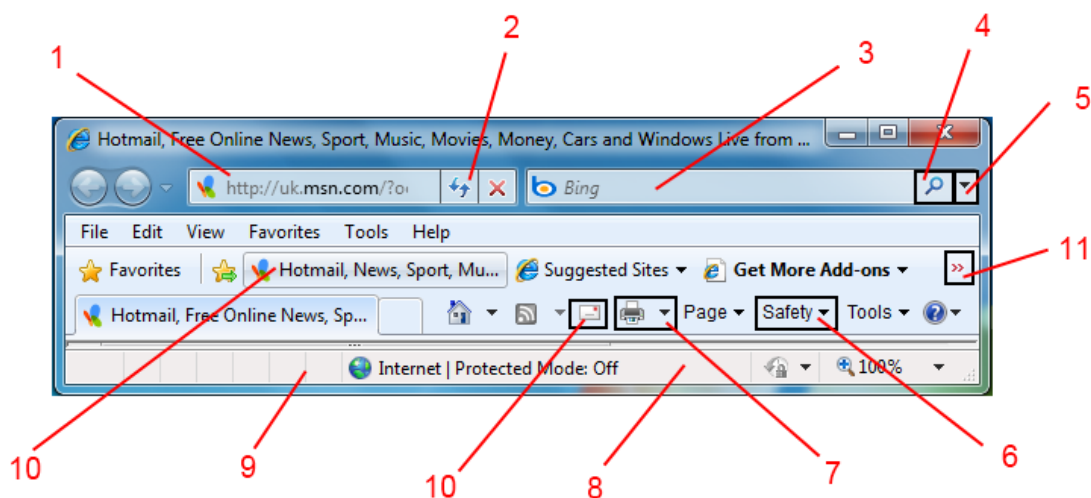 2
4
1
3
5
Hotmail, Free Online News, Sport, Music, Movies, Money, Cars and Windows Live from ...
http://uk.msn.com/?o
Bing
File Edit View Favorites Tools Help
11
Favorites Hotmail, News, Sport, Mu... Suggested Sites Get More Add-ons »
Hotmail, Free Online News, Sp... Page Safety Tools
Internet | Protected Mode: Off 100%
10
9
10
8
7
6